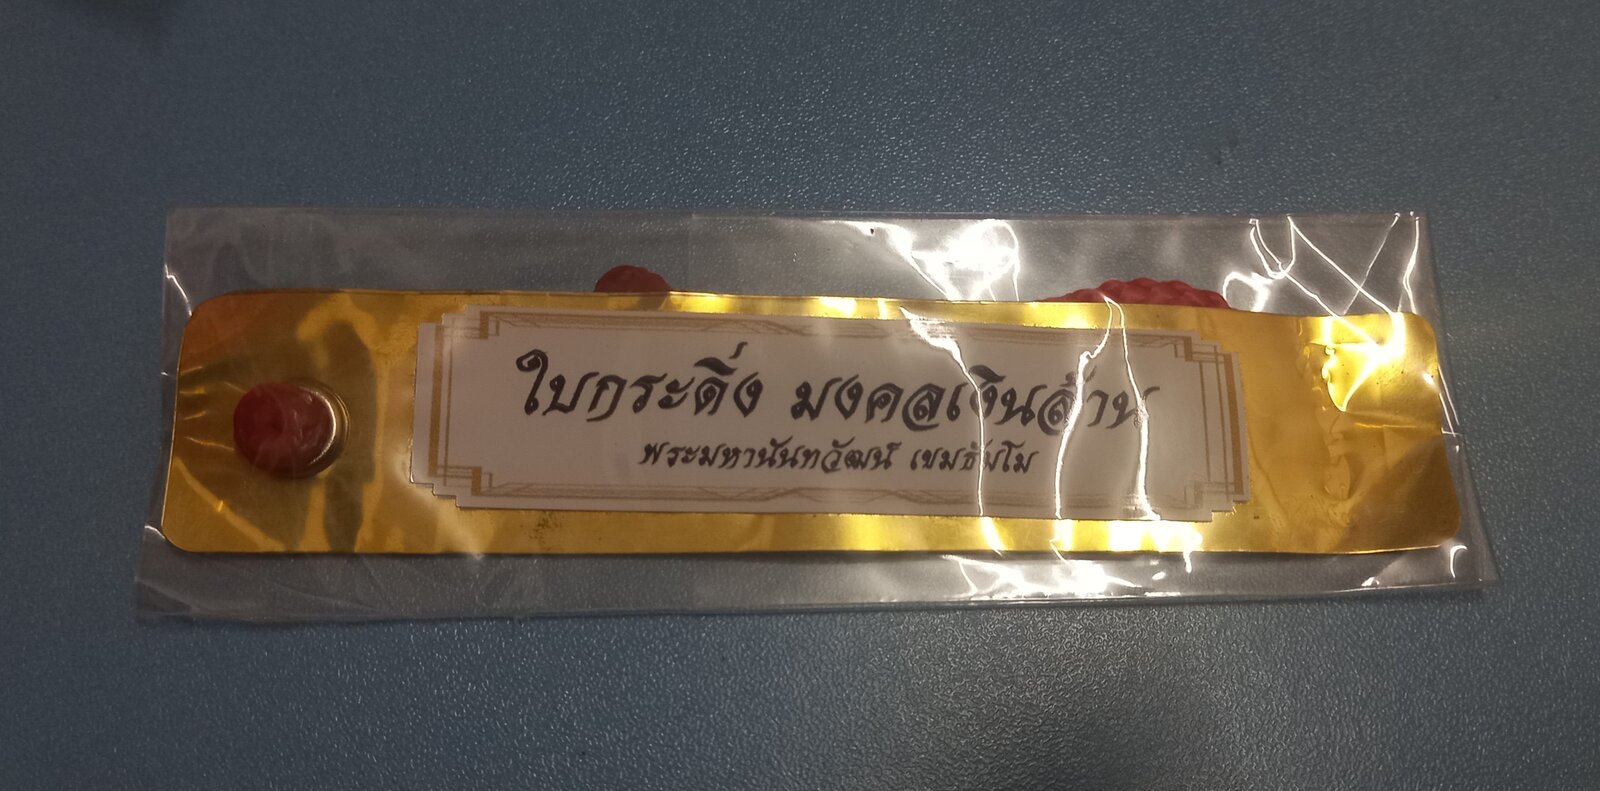 ใบกระดิ่ง มงคลเงินล้าน
พระมหานันทวัฒน์ เขมธัมโม